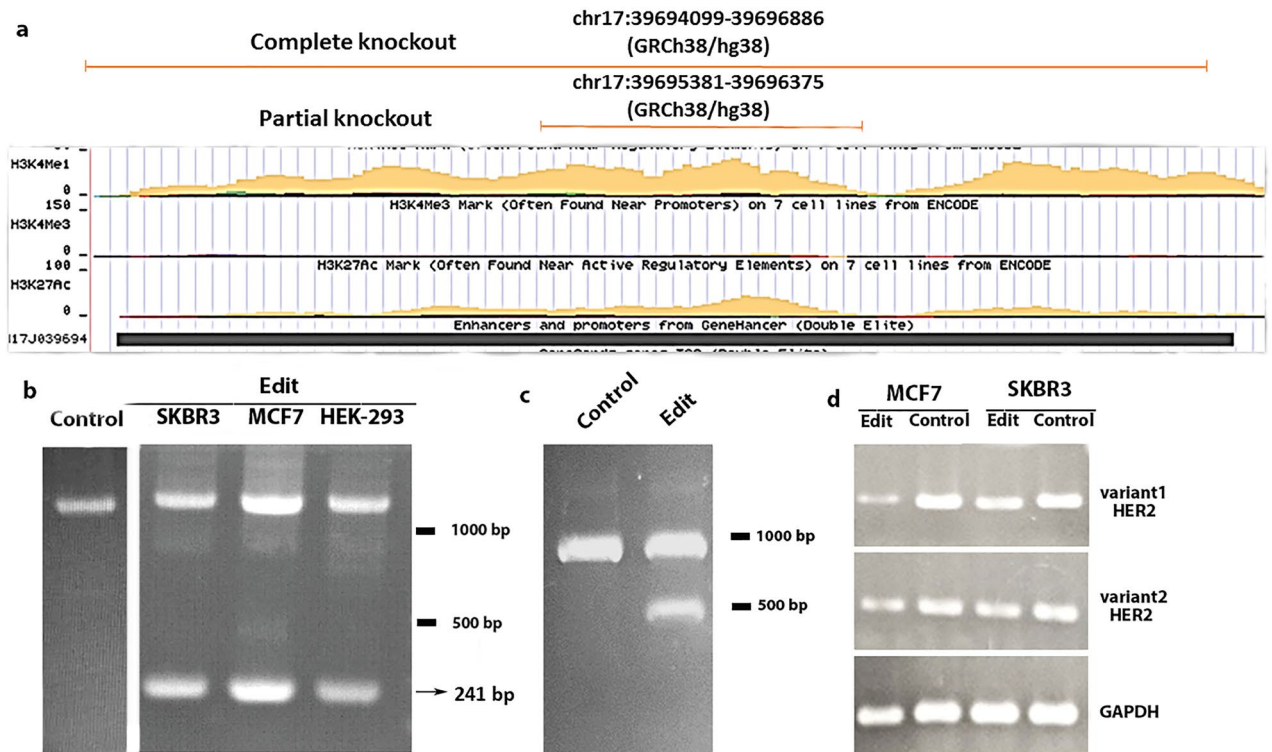 a
chr17:39694099-39696886
(GRCh38/hg38)
Complete knockout
chr17:39695381-39696375
(GRCh38/hg38)
Partial knockout
H3K4Me1
0
150
H3K4Me3 Mark (Often Found Near Promoters) on 7 cell lines from ENCODE
H3K4Me3
0
100
H3K27Ac Mark (Often Found Near Active Regulatory Elements) on 7 cell lines from ENCODE
H3K27Ac
0
Enhancers and promoters from GeneHancer (Double Elite)
17J039694
b
Edit
Control SKBR3 MCF7 HEK-293
1000 bp
500 bp
241 bp
c
Control Edit
1000 bp
500 bp
d
MCF7 SKBR3
Edit Control Edit Control
variant1
HER2
variant2
HER2
GAPDH